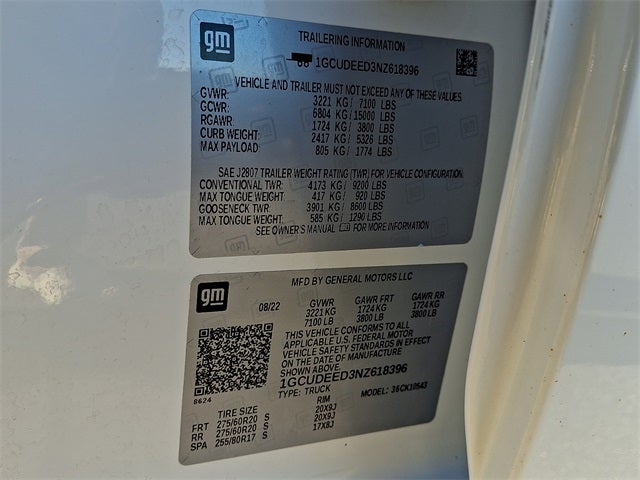 gm
TRAILERING INFORMATION
1GCUDEED3NZ618396
VEHICLE AND TRAILER MUST NOT EXCEED ANY OF THESE VALUES
GVWR: 3221 KG / 7100 LBS
GCWR: 6804 KG / 15000 LBS
RGAWR: 1724 KG / 3800 LBS
CURB WEIGHT: 2417 KG / 5326 LBS
MAX PAYLOAD: 805 KG / 1774 LBS
SAE J2807 TRAILER WEIGHT RATING (TWR) FOR VEHICLE CONFIGURATION:
CONVENTIONAL TWR: 4173 KG / 9200 LBS
MAX TONGUE WEIGHT: 417 KG / 920 LBS
GOOSENECK TWR 3901 KG / 8600 LBS
MAX TONGUE WEIGHT: 585 KG / 1290 LBS
SEE OWNER'S MANUAL FOR MORE INFORMATION
gm
MFD BY GENERAL MOTORS LLC
08/22 GVWR GAWR FRT GAWR RR
3221 KG 1724 KG 1724 KG
7100 LB 3800 LB 3800 LB
THIS VEHICLE CONFORMS TO ALL
APPLICABLE U.S. FEDERAL MOTOR
VEHICLE SAFETY STANDARDS IN EFFECT
ON THE DATE OF MANUFACTURE
SHOWN ABOVE.
1GCUDEED3NZ618396
8624 TYPE: TRUCK MODEL: 36CK10543
TIRE SIZE RIM
FRT 275/60R20 S 20X9J
RR 275/60R20 S 20X9J
SPA 255/80R17 S 17X8J